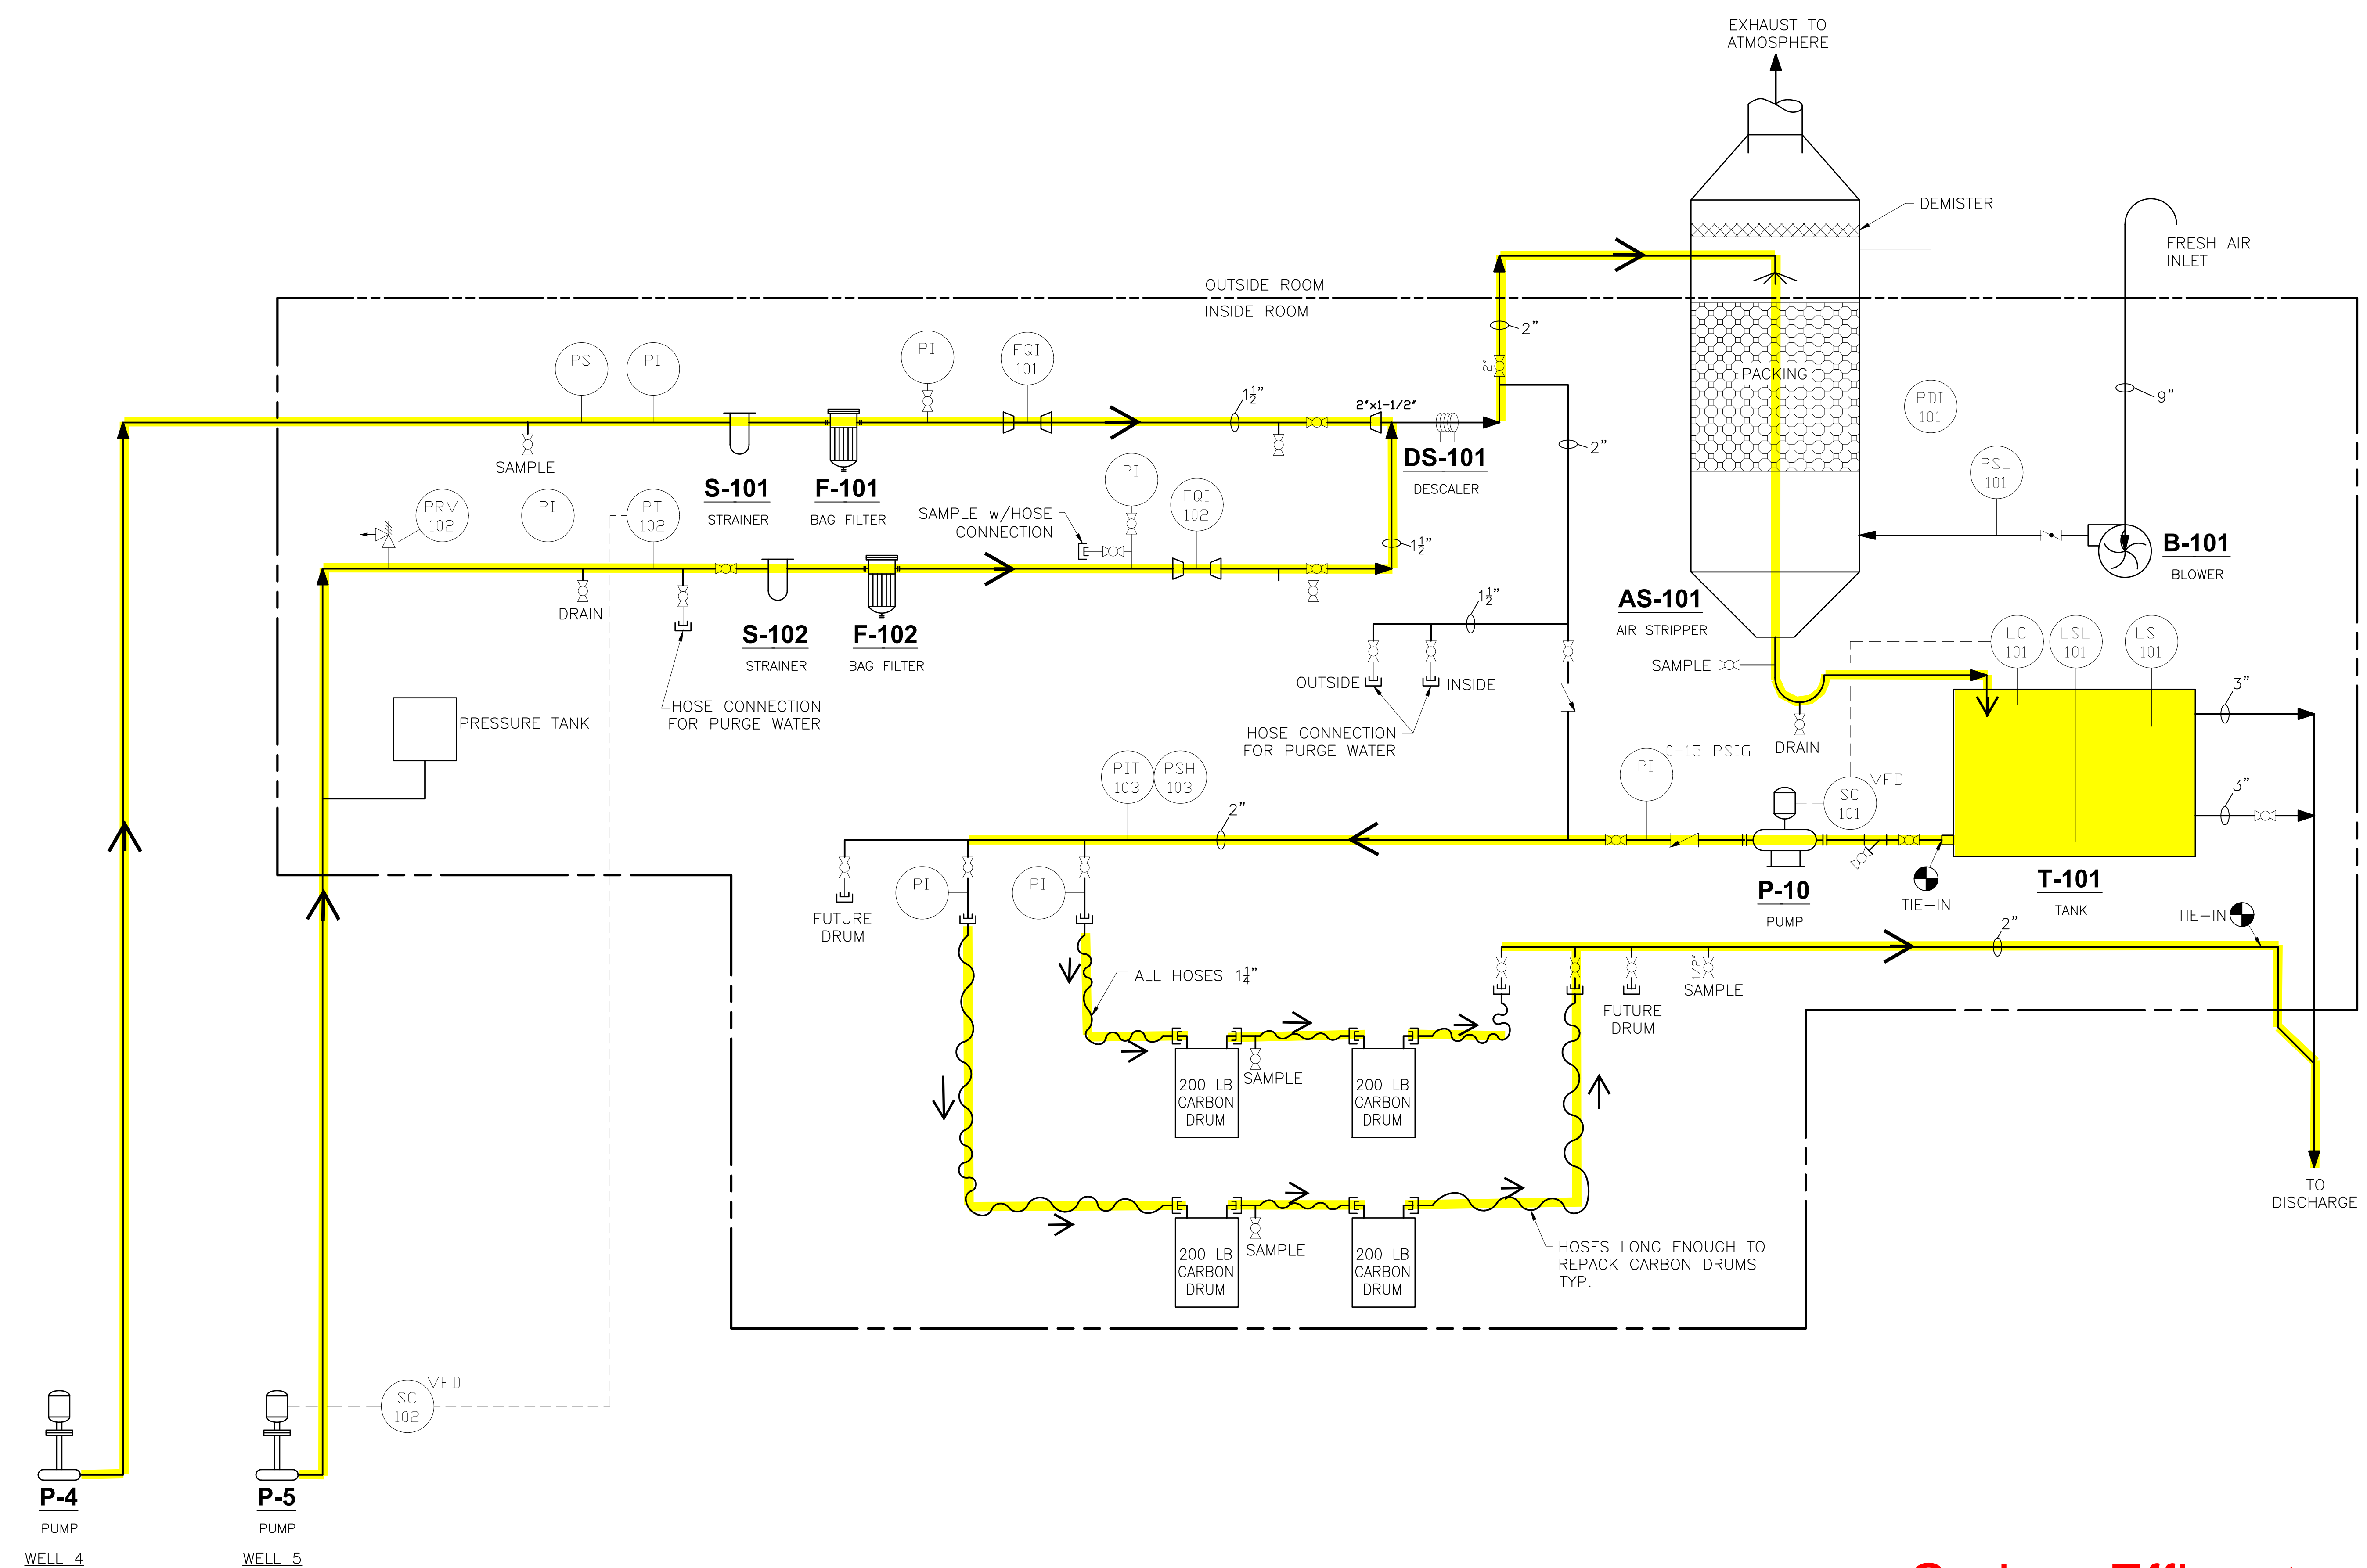 EXHAUST TO
ATMOSPHERE
DEMISTER
FRESH AIR
INLET
OUTSIDE ROOM
INSIDE ROOM
2"
2"
PS
PI
PI
FQI
101
1½"
2"x1-1/2"
PACKING
PDI
101
9"
2"
SAMPLE
S-101
STRAINER
F-101
BAG FILTER
DS-101
DESCALER
PSL
101
PRV
102
PI
PT
102
SAMPLE w/HOSE
CONNECTION
PI
FQI
102
1½"
B-101
BLOWER
DRAIN
S-102
STRAINER
F-102
BAG FILTER
1½"
AS-101
AIR STRIPPER
LC
101
LSL
101
LSH
101
SAMPLE
OUTSIDE
INSIDE
HOSE CONNECTION
FOR PURGE WATER
PRESSURE TANK
HOSE CONNECTION
FOR PURGE WATER
DRAIN
3"
0-15 PSIG
PI
PIT
103
PSH
103
VFD
SC
101
3"
2"
PI
PI
P-10
PUMP
TIE-IN
T-101
TANK
FUTURE
DRUM
TIE-IN
2"
ALL HOSES 1¼"
1/2"
SAMPLE
FUTURE
DRUM
SAMPLE
200 LB
CARBON
DRUM
200 LB
CARBON
DRUM
TO
DISCHARGE
SAMPLE
200 LB
CARBON
DRUM
200 LB
CARBON
DRUM
HOSES LONG ENOUGH TO
REPACK CARBON DRUMS
TYP.
VFD
SC
102
P-4
PUMP
WELL 4
P-5
PUMP
WELL 5